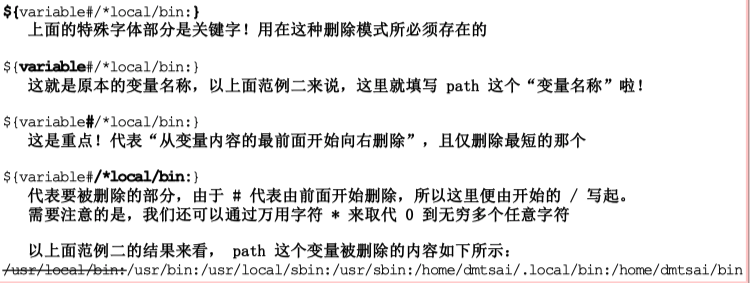 ${variable#/*local/bin:}
上面的特殊字体部分是关键字！用在这种删除模式所必须存在的
${variable#/*local/bin:}
这就是原本的变量名称，以上面范例二来说，这里就填写 path 这个“变量名称”啦！
${variable#/*local/bin:}
这是重点！代表“从变量内容的最前面开始向右删除”，且仅删除最短的那个
${variable#/*local/bin:}
代表要被删除的部分，由于 # 代表由前面开始删除，所以这里便由开始的 / 写起。
需要注意的是，我们还可以通过万用字符 * 来取代 0 到无穷多个任意字符
以上面范例二的结果来看， path 这个变量被删除的内容如下所示：
/usr/local/bin:/usr/bin:/usr/local/sbin:/usr/sbin:/home/dmtsai/.local/bin:/home/dmtsai/bin